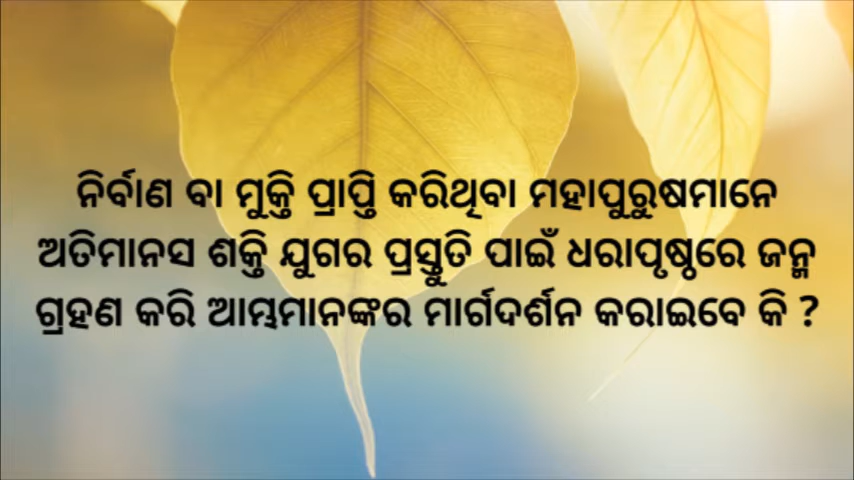 ନିର୍ବାଣ ବା ମୁକ୍ତି ପ୍ରାପ୍ତି କରିଥିବା ମହାପୁରୁଷମାନେ
ଅତିମାନସ ଶକ୍ତି ଯୁଗର ପ୍ରସ୍ତୁତି ପାଇଁ ଧରାପୃଷ୍ଠରେ ଜନ୍ମ
ଗ୍ରହଣ କରି ଆମ୍ଭମାନଙ୍କର ମାର୍ଗଦର୍ଶନ କରାଇବେ କି ?